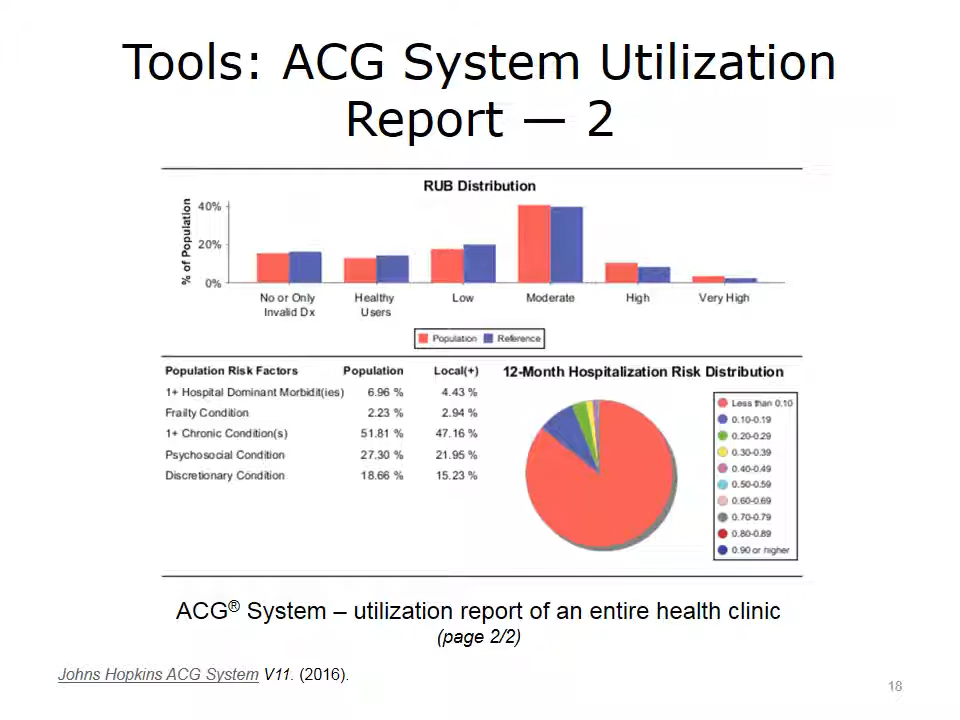 Tools: ACG System Utilization
Report — 2
RUB Distribution
% of Population
40%
20%
0%
No or Only
Invalid Dx
Healthy
Users
Low
Moderate
High
Very High
Population
Reference
Population Risk Factors Population Local(+)
1+ Hospital Dominant Morbidit(ies) 6.96 % 4.43 %
Frailty Condition 2.23 % 2.94 %
1+ Chronic Condition(s) 51.81 % 47.16 %
Psychosocial Condition 27.30 % 21.95 %
Discretionary Condition 18.66 % 15.23 %
12-Month Hospitalization Risk Distribution
Less than 0.10
0.10-0.19
0.20-0.29
0.30-0.39
0.40-0.49
0.50-0.59
0.60-0.69
0.70-0.79
0.80-0.89
0.90 or higher
ACG® System – utilization report of an entire health clinic
(page 2/2)
Johns Hopkins ACG System V11. (2016).
18